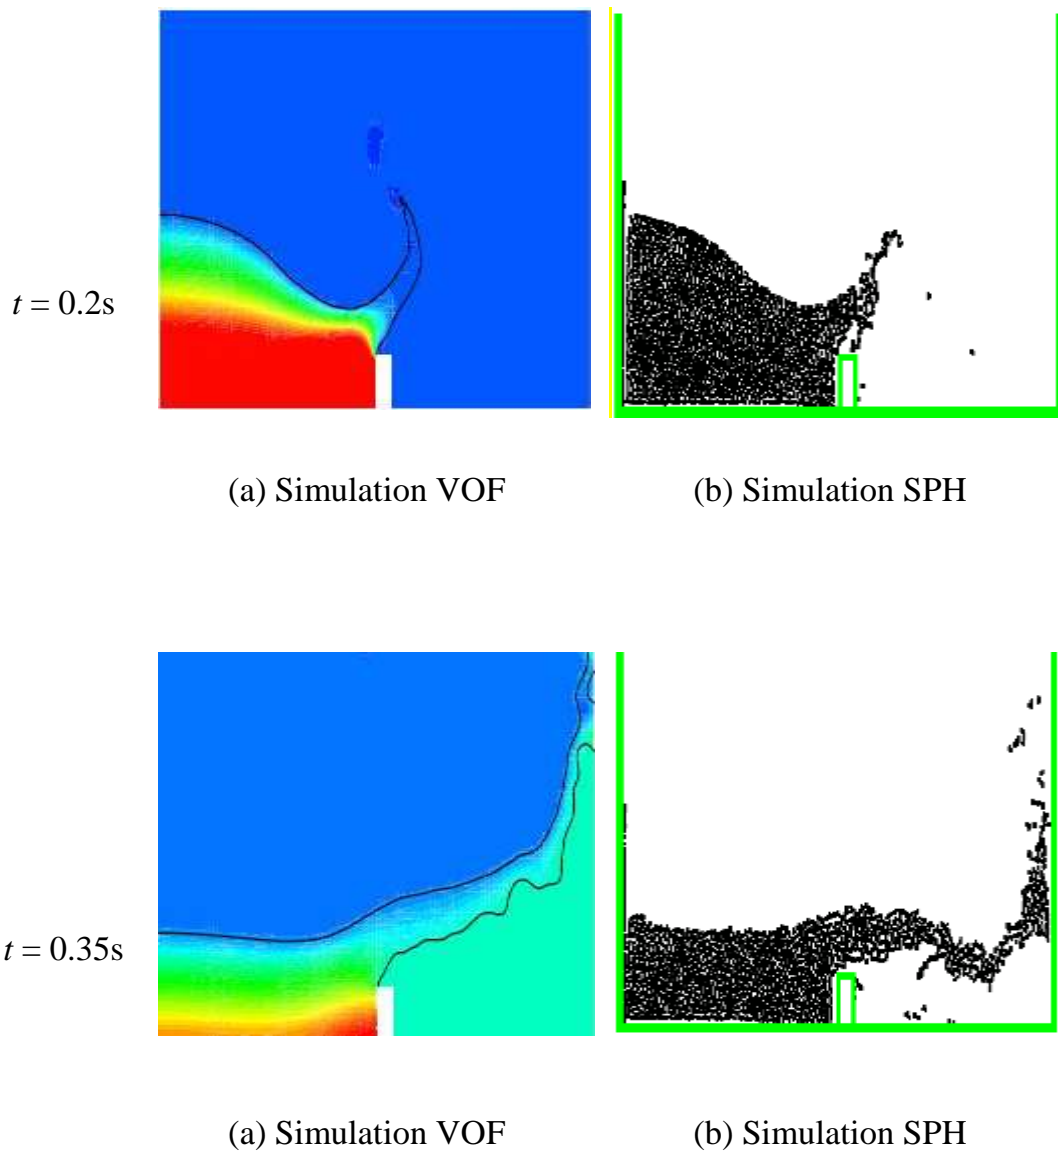 t = 0.2s
(a) Simulation VOF
(b) Simulation SPH
t = 0.35s
(a) Simulation VOF
(b) Simulation SPH